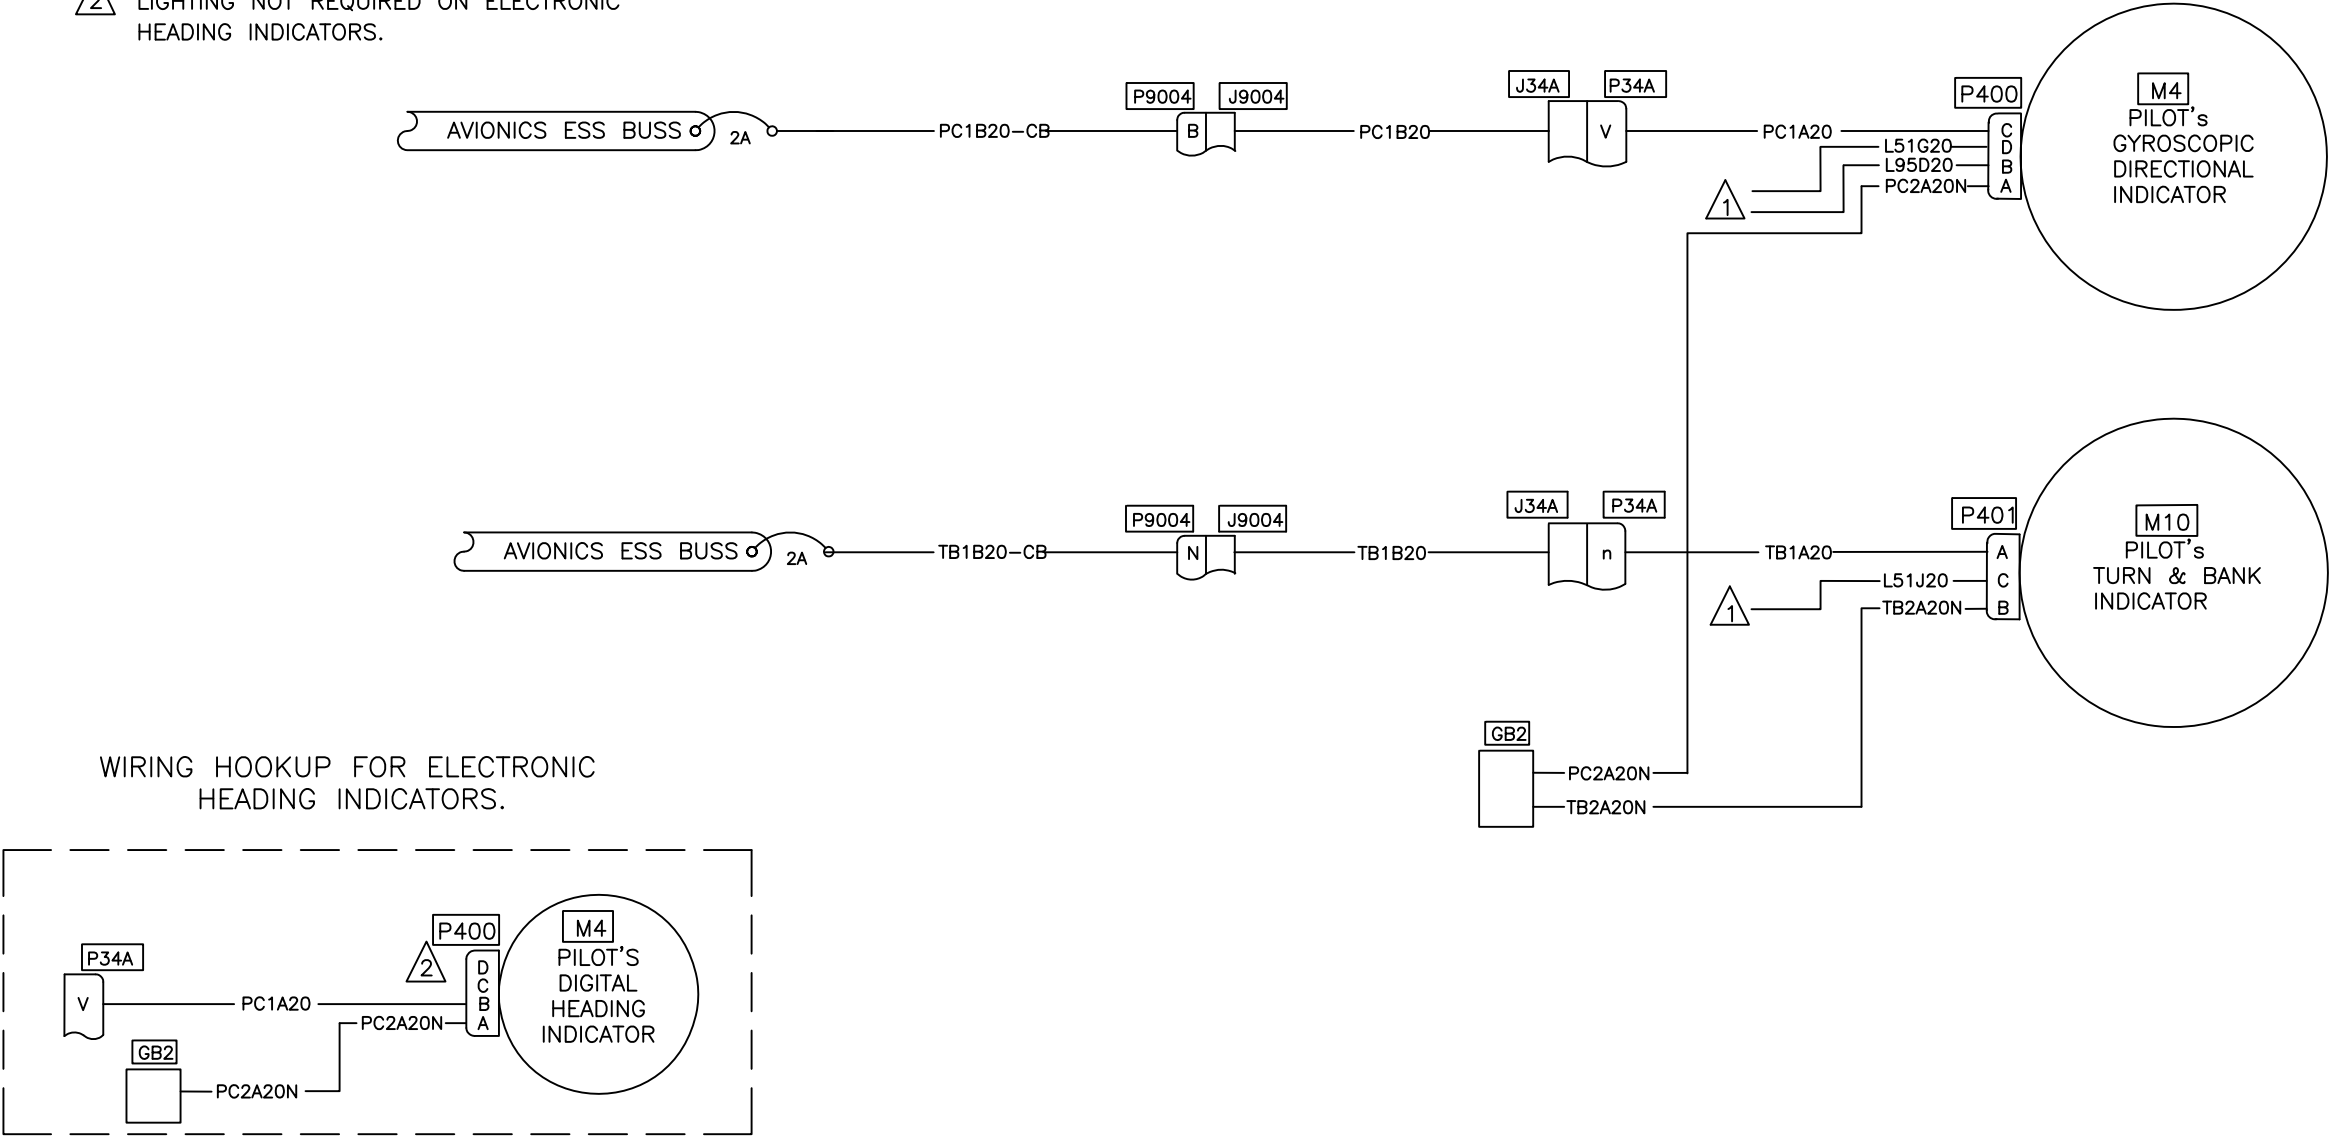 2 LIGHTING NOT REQUIRED ON ELECTRONIC
HEADING INDICATORS.
AVIONICS ESS BUSS
2A
PC1B20-CB
P9004
J9004
B
PC1B20
J34A
P34A
V
PC1A20
L51G20
L95D20
PC2A20N
1
P400
C
D
B
A
M4
PILOT's
GYROSCOPIC
DIRECTIONAL
INDICATOR
AVIONICS ESS BUSS
2A
TB1B20-CB
P9004
J9004
N
TB1B20
J34A
P34A
n
TB1A20
L51J20
TB2A20N
1
P401
A
C
B
M10
PILOT's
TURN & BANK
INDICATOR
GB2
PC2A20N
TB2A20N
WIRING HOOKUP FOR ELECTRONIC
HEADING INDICATORS.
P34A
V
PC1A20
PC2A20N
GB2
PC2A20N
2
P400
D
C
B
A
M4
PILOT'S
DIGITAL
HEADING
INDICATOR